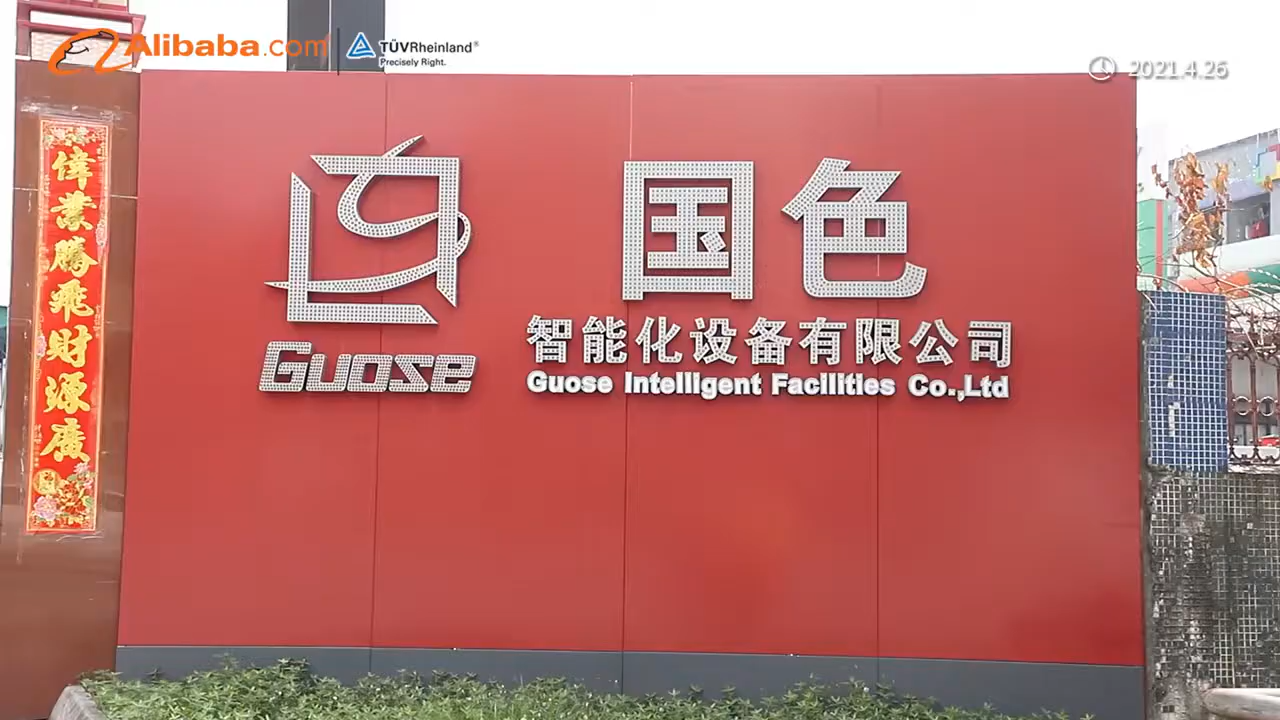 Alibaba.com
TÜVRheinland®
Precisely Right.
2021.4.26
偉業騰飛財源廣
Guose
国色
智能化设备有限公司
Guose Intelligent Facilities Co.,Ltd